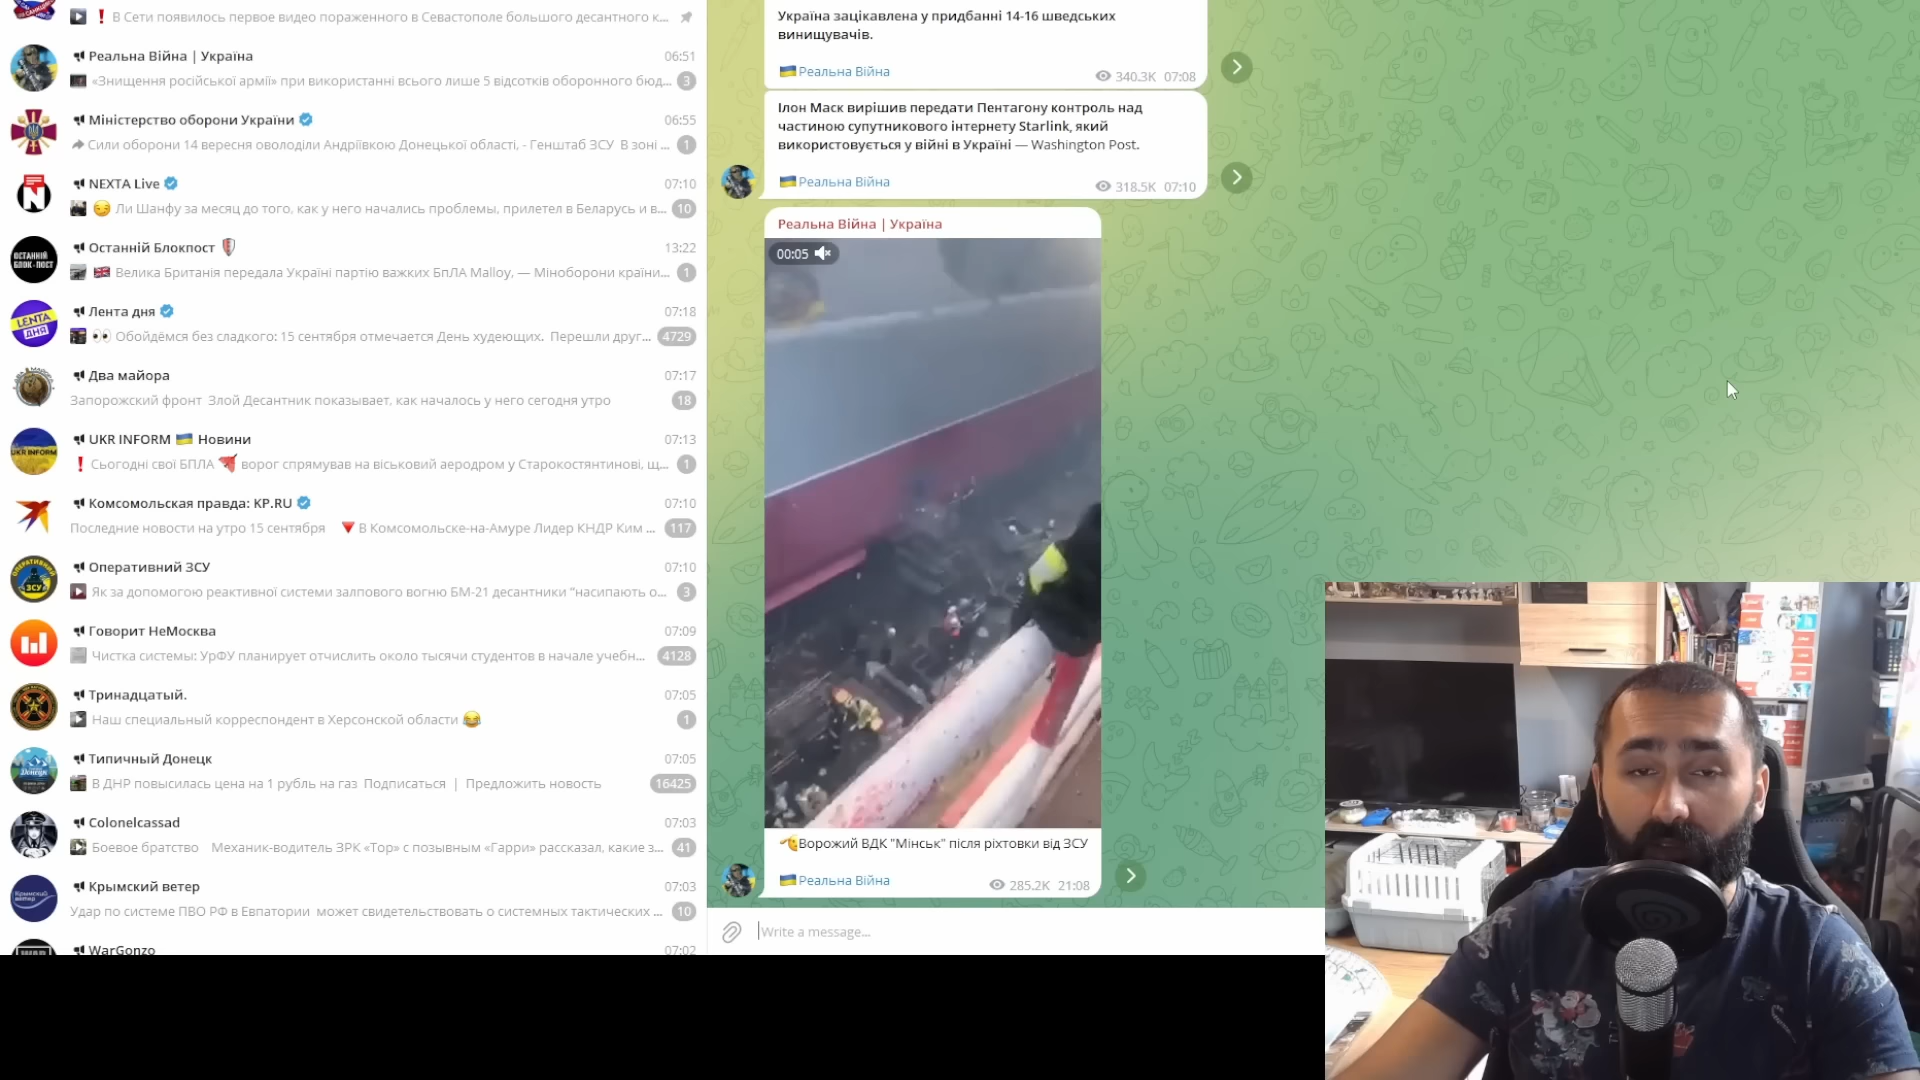 ❗ В Сети появилось первое видео пораженного в Севастополе большого десантного к...
Реальна Війна | Україна 06:51
«Знищення російської армії» при використанні всього лише 5 відсотків оборонного бюд... 3
Міністерство оборони України 06:55
Сили оборони 14 вересня оволоділи Андріївкою Донецької області, - Генштаб ЗСУ В зоні ... 1
NEXTA Live 07:10
😏 Ли Шанфу за месяц до того, как у него начались проблемы, прилетел в Беларусь и в... 10
Останній Блокпост 13:22
🇬🇧 Велика Британія передала Україні партію важких БпЛА Malloy, — Міноборони країни... 1
Лента дня 07:18
👀 Обойдёмся без сладкого: 15 сентября отмечается День худеющих. Перешли друг... 4729
Два майора 07:17
Запорожский фронт Злой Десантник показывает, как началось у него сегодня утро 18
UKR INFORM 🇺🇦 Новини 07:13
❗ Сьогодні свої БПЛА ворог спрямував на віськовий аеродром у Старокостянтинові, щ... 1
Комсомольская правда: KP.RU 07:10
Последние новости на утро 15 сентября 🔻 В Комсомольске-на-Амуре Лидер КНДР Ким ... 117
Оперативний ЗСУ 07:10
Як за допомогою реактивної системи залпового вогню БМ-21 десантники "насипають о... 3
Говорит НеМосква 07:09
Чистка системы: УрФУ планирует отчислить около тысячи студентов в начале учебн... 4128
Тринадцатый. 07:05
Наш специальный корреспондент в Херсонской области 😂 1
Типичный Донецк 07:05
В ДНР повысилась цена на 1 рубль на газ Подписаться | Предложить новость 16425
Colonelcassad 07:03
Боевое братство Механик-водитель ЗРК «Тор» с позывным «Гарри» рассказал, какие з... 41
Крымский ветер 07:03
Удар по системе ПВО РФ в Евпатории может свидетельствовать о системных тактических ... 10
WarGonzo 07:02
ОСТАННІЙ
БЛОК-ПОСТ
LENTA
ДНЯ
UKR INFORM
ОПЕРАТИВНИЙ
ЗСУ
Донецк
Україна зацікавлена у придбанні 14-16 шведських
винищувачів.
🇺🇦Реальна Війна 340.3K 07:08
Ілон Маск вирішив передати Пентагону контроль над
частиною супутникового інтернету Starlink, який
використовується у війні в Україні — Washington Post.
🇺🇦Реальна Війна 318.5K 07:10
Реальна Війна | Україна
00:05
🫡Ворожий ВДК "Мінськ" після ріхтовки від ЗСУ
🇺🇦Реальна Війна 285.2K 21:08
Write a message...